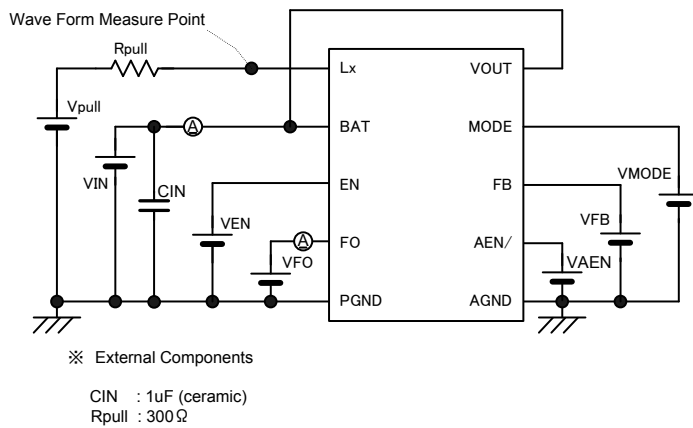 Wave Form Measure Point
Rpull
Vpull
Lx
VOUT
A
BAT
MODE
VIN
CIN
EN
FB
VMODE
VEN
VFB
A
FO
AEN/
VFO
VAEN
PGND
AGND
※ External Components
CIN : 1uF (ceramic)
Rpull : 300Ω